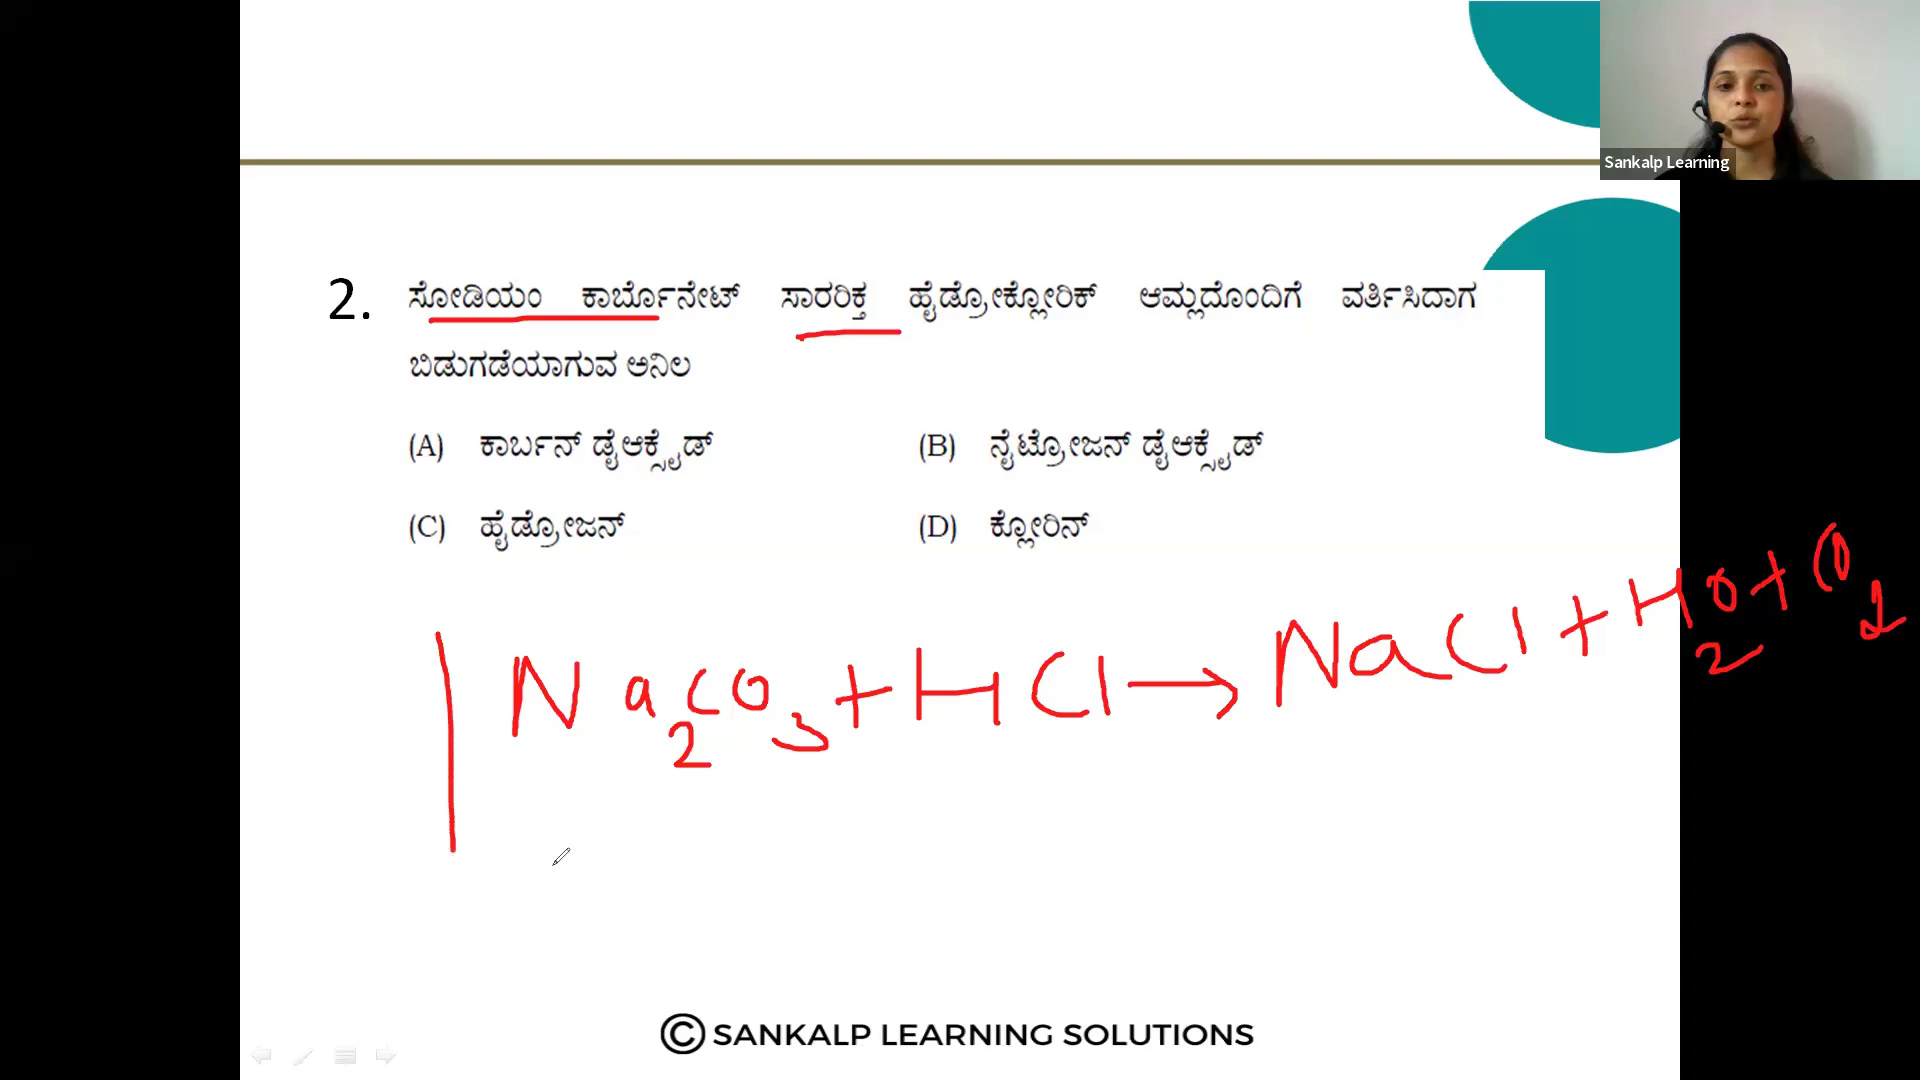 Sankalp Learning
2. ಸೋಡಿಯಂ ಕಾರ್ಬೊನೇಟ್ ಸಾರರಿಕ್ತ ಹೈಡ್ರೋಕ್ಲೋರಿಕ್ ಆಮ್ಲದೊಂದಿಗೆ ವರ್ತಿಸಿದಾಗ
ಬಿಡುಗಡೆಯಾಗುವ ಅನಿಲ
(A) ಕಾರ್ಬನ್ ಡೈಆಕ್ಸೈಡ್ (B) ನೈಟ್ರೋಜನ್ ಡೈಆಕ್ಸೈಡ್
(C) ಹೈಡ್ರೋಜನ್ (D) ಕ್ಲೋರಿನ್
Na₂CO₃ + HCl → NaCl + H₂O + CO₂
© SANKALP LEARNING SOLUTIONS